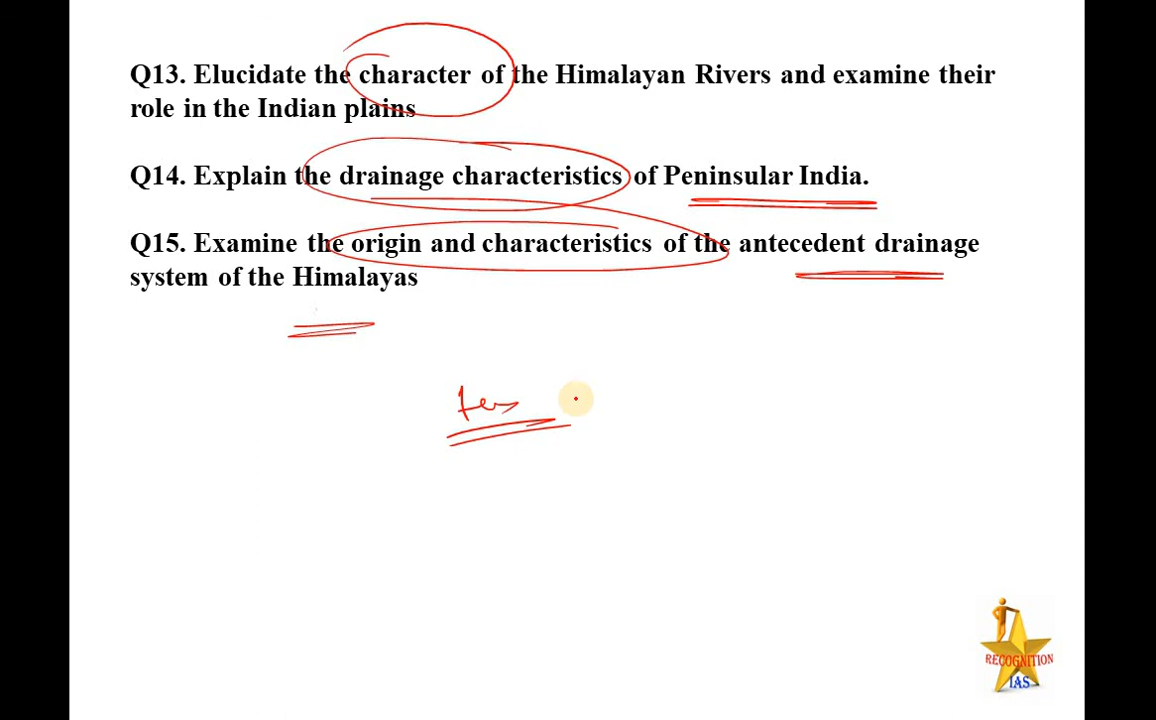 Q13. Elucidate the character of the Himalayan Rivers and examine their
role in the Indian plains
Q14. Explain the drainage characteristics of Peninsular India.
Q15. Examine the origin and characteristics of the antecedent drainage
system of the Himalayas
RECOGNITION
IAS